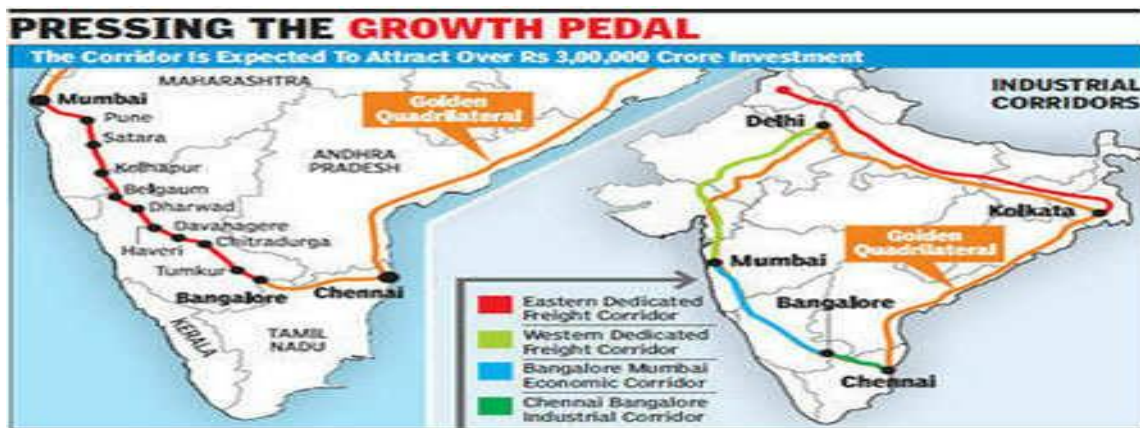 PRESSING THE GROWTH PEDAL
The Corridor Is Expected To Attract Over Rs 3,00,000 Crore Investment
MAHARASHTRA
Mumbai
Pune
Satara
Kolhapur
Belgaum
Dharwad
Davanagere
Haveri
Chitradurga
Tumkur
Bangalore
Chennai
KERALA
TAMIL
NADU
ANDHRA
PRADESH
Golden
Quadrilateral
INDUSTRIAL
CORRIDORS
Delhi
Kolkata
Golden
Quadrilateral
Mumbai
Bangalore
Chennai
Eastern Dedicated
Freight Corridor
Western Dedicated
Freight Corridor
Bangalore Mumbai
Economic Corridor
Chennai Bangalore
Industrial Corridor